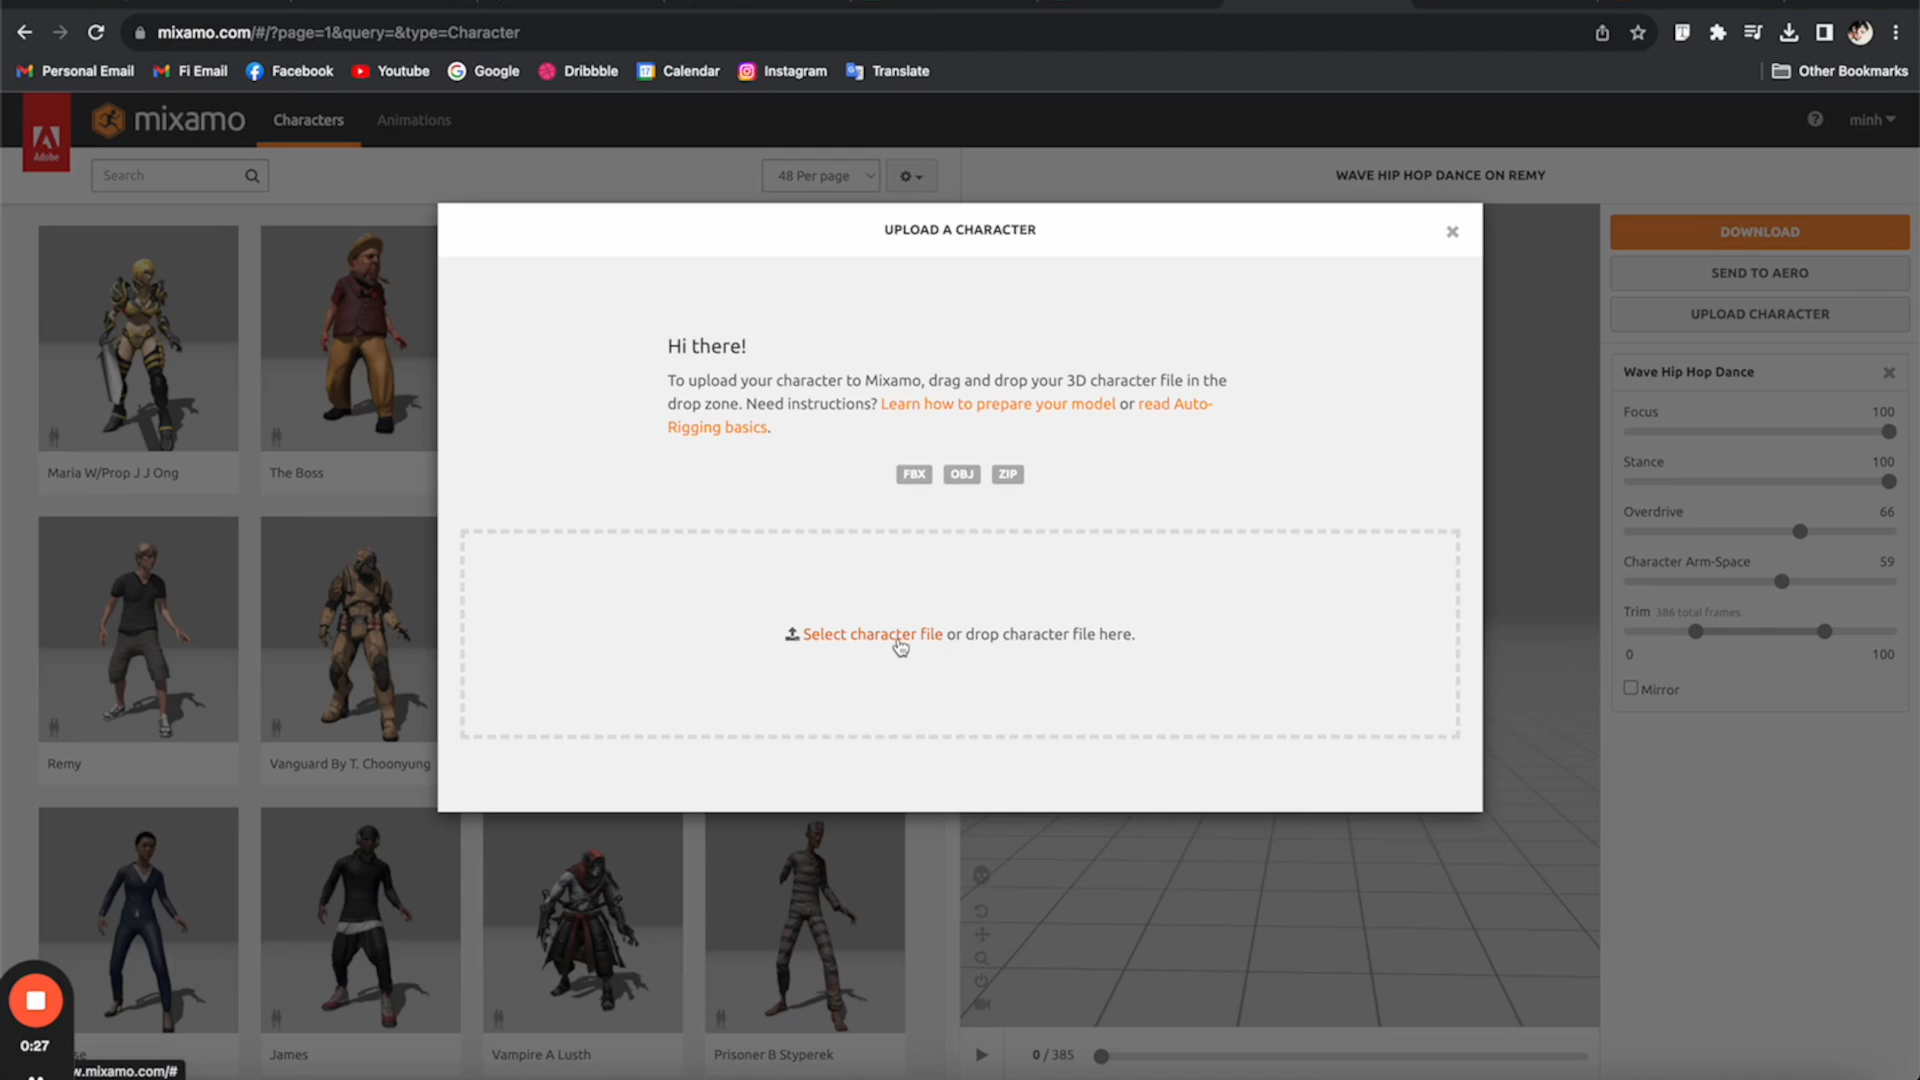 mixamo.com/#/?page=1&query=&type=Character
Personal Email
Fi Email
Facebook
Youtube
Google
Dribbble
Calendar
Instagram
Translate
Other Bookmarks
Adobe
mixamo
Characters
Animations
minh
Search
48 Per page
WAVE HIP HOP DANCE ON REMY
UPLOAD A CHARACTER
Hi there!
To upload your character to Mixamo, drag and drop your 3D character file in the
drop zone. Need instructions? Learn how to prepare your model or read Auto-
Rigging basics.
FBX OBJ ZIP
Select character file or drop character file here.
DOWNLOAD
SEND TO AERO
UPLOAD CHARACTER
Wave Hip Hop Dance
Focus 100
Stance 100
Overdrive 66
Character Arm-Space 59
Trim 386 total frames
0 100
Mirror
Maria W/Prop J J Ong
The Boss
Remy
Vanguard By T. Choonyung
James
Vampire A Lusth
Prisoner B Styperek
0 / 385
0:27
w.mixamo.com/#